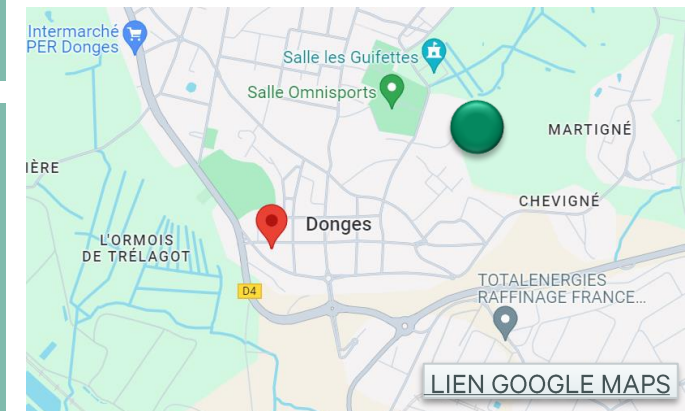 Intermarché
PER Donges
Salle les Guifettes
Salle Omnisports
MARTIGNÉ
IÈRE
CHEVIGNÉ
Donges
L'ORMOIS
DE TRÉLAGOT
TOTALENERGIES
RAFFINAGE FRANCE...
D4
LIEN GOOGLE MAPS